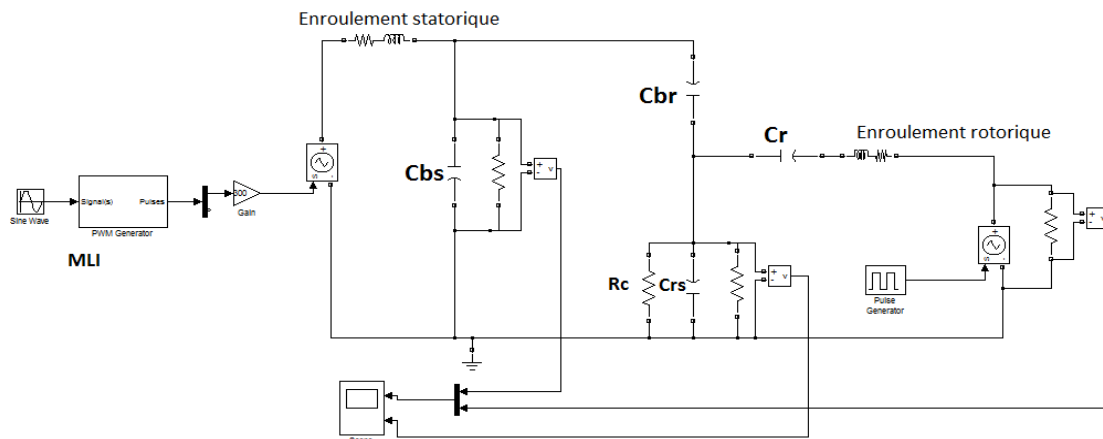 Enroulement statorique
Cbr
Cr
Enroulement rotorique
Cbs
+
-
v
+
s
-
300
Gain
Sine Wave
Signal(s)
Pulses
PWM Generator
MLI
Rc
Crs
+
-
v
+
s
-
+
-
v
Pulse
Generator